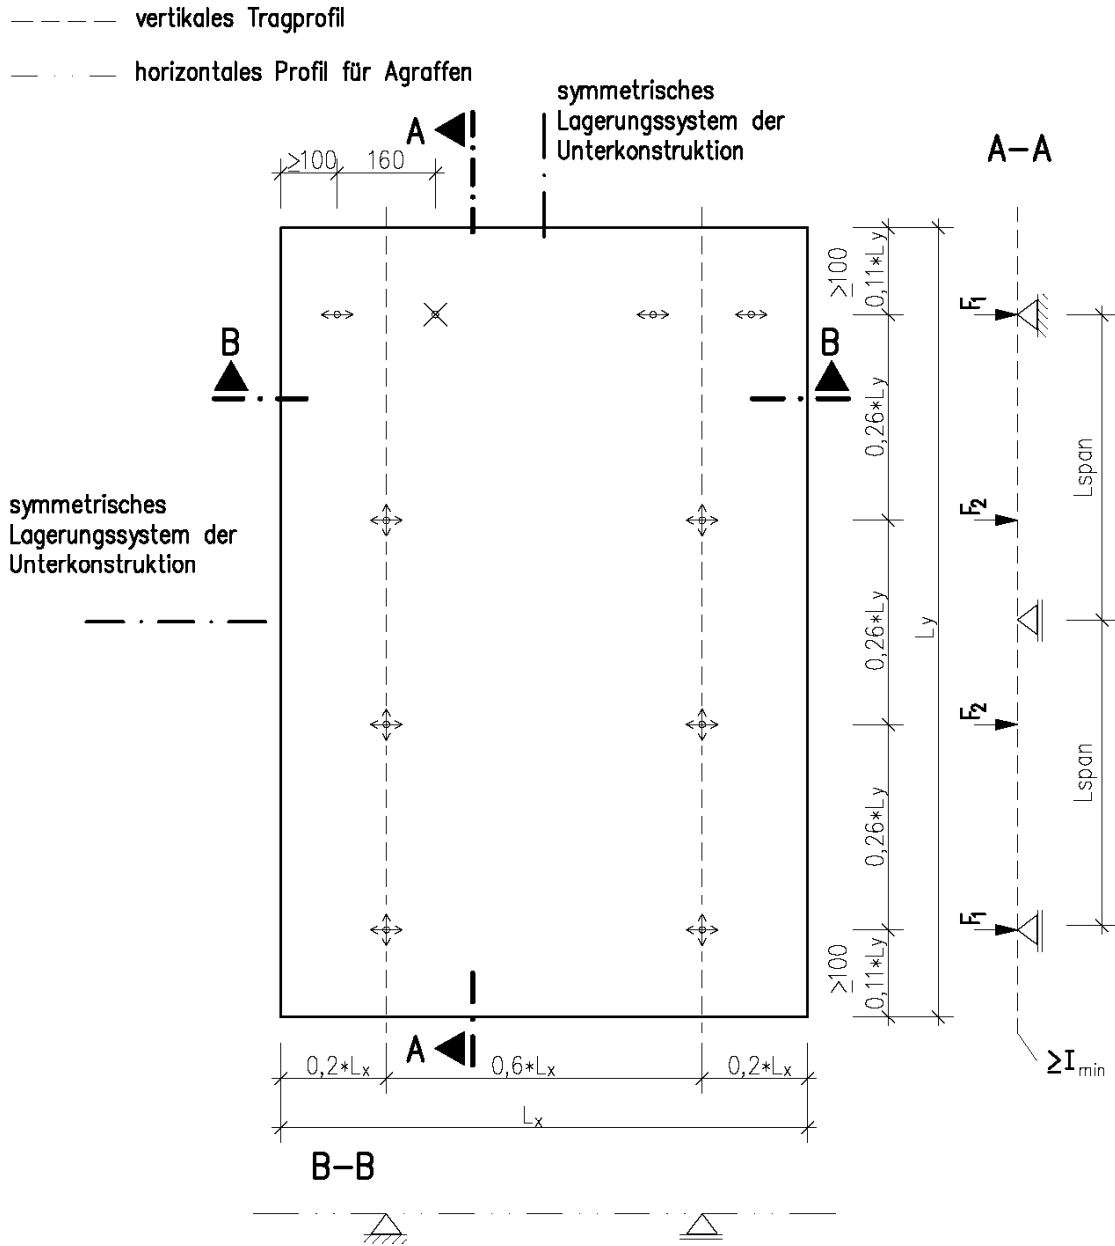 vertikales Tragprofil
horizontales Profil für Agraffen
symmetrisches
Lagerungssystem der
Unterkonstruktion
A
A-A
≥100
160
≥100
0,11*Ly
F1
B
B
0,26*Ly
Lspan
symmetrisches
Lagerungssystem der
Unterkonstruktion
F2
0,26*Ly
Ly
F2
Lspan
0,26*Ly
F1
≥100
0,11*Ly
A
0,2*Lx
0,6*Lx
0,2*Lx
≥Imin
Lx
B-B